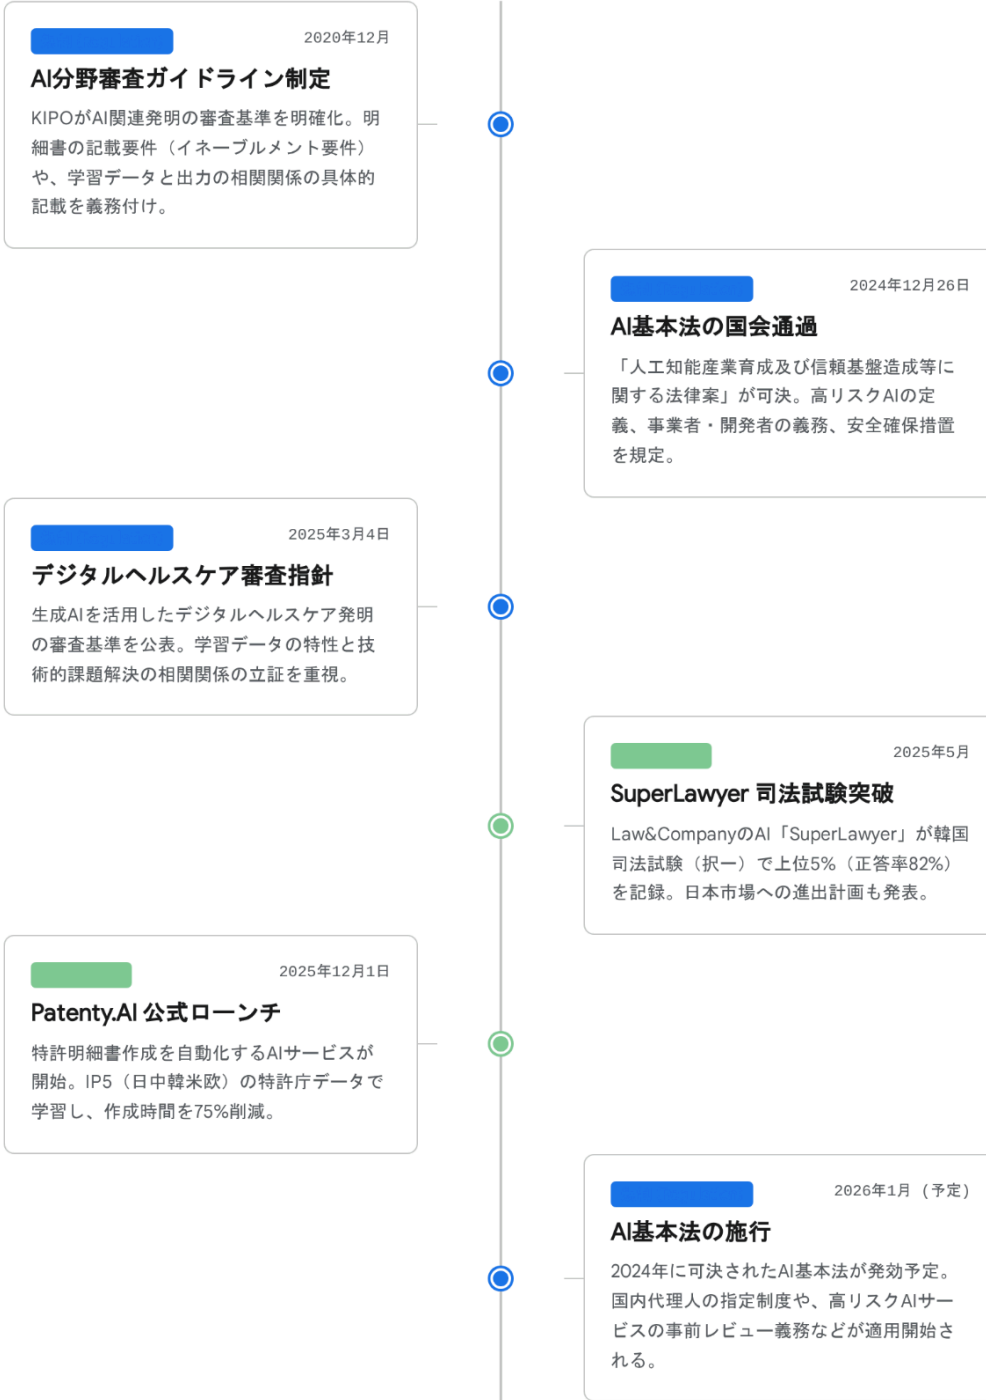 2020年12月
AI分野審査ガイドライン制定
KIPOがAI関連発明の審査基準を明確化。明
細書の記載要件（イネーブルメント要件）
や、学習データと出力の相関関係の具体的
記載を義務付け。
2024年12月26日
AI基本法の国会通過
「人工知能産業育成及び信頼基盤造成等に
関する法律案」が可決。高リスクAIの定
義、事業者・開発者の義務、安全確保措置
を規定。
2025年3月4日
デジタルヘルスケア審査指針
生成AIを活用したデジタルヘルスケア発明
の審査基準を公表。学習データの特性と技
術的課題解決の相関関係の立証を重視。
2025年5月
SuperLawyer 司法試験突破
Law&CompanyのAI「SuperLawyer」が韓国
司法試験（択一）で上位5%（正答率82%）
を記録。日本市場への進出計画も発表。
2025年12月1日
Patenty.AI 公式ローンチ
特許明細書作成を自動化するAIサービスが
開始。IP5（日中韓米欧）の特許庁データで
学習し、作成時間を75%削減。
2026年1月 (予定)
AI基本法の施行
2024年に可決されたAI基本法が発効予定。
国内代理人の指定制度や、高リスクAIサー
ビスの事前レビュー義務などが適用開始さ
れる。